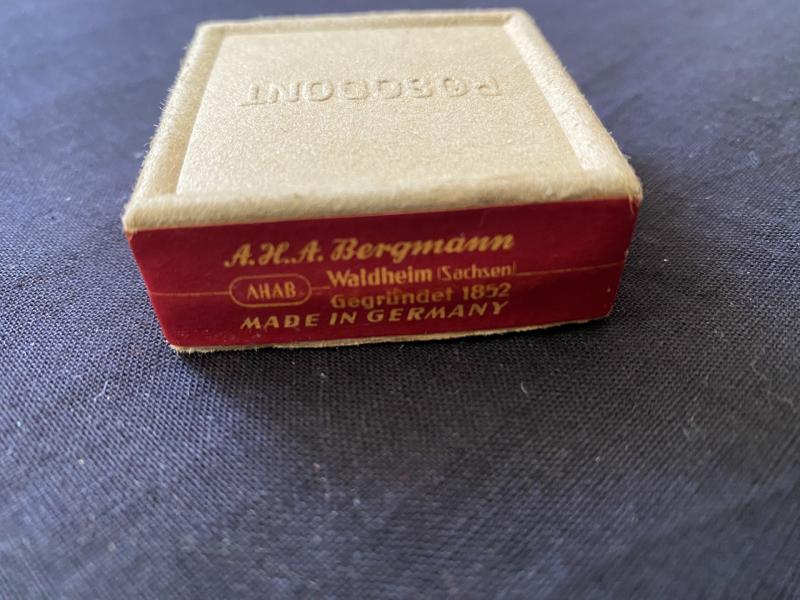 ROSODONT
A.H.A. Bergmann
AHAB
Waldheim (Sachsen)
Gegründet 1852
MADE IN GERMANY